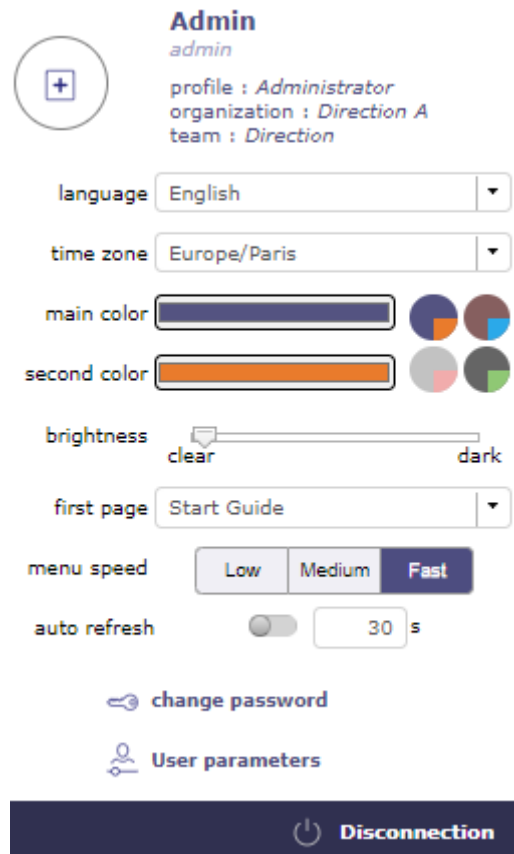 Admin
admin
profile : Administrator
organization : Direction A
team : Direction
language English
time zone Europe/Paris
main color
second color
brightness
clear dark
first page Start Guide
menu speed Low Medium Fast
auto refresh 30 s
change password
User parameters
Disconnection